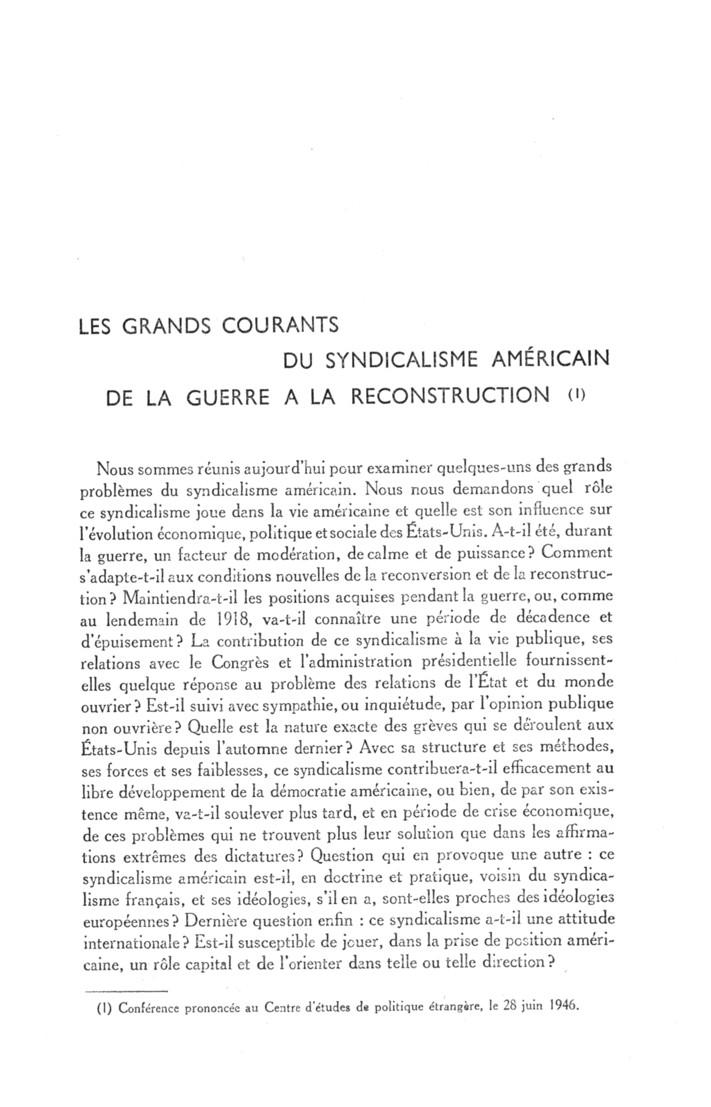 LES GRANDS COURANTS
DU SYNDICALISME AMÉRICAIN
DE LA GUERRE A LA RECONSTRUCTION (1)
Nous sommes réunis aujourd'hui pour examiner quelques-uns des grands
problèmes du syndicalisme américain. Nous nous demandons quel rôle
ce syndicalisme joue dans la vie américaine et quelle est son influence sur
l'évolution économique, politique et sociale des États-Unis. A-t-il été, durant
la guerre, un facteur de modération, de calme et de puissance? Comment
s'adapte-t-il aux conditions nouvelles de la reconversion et de la reconstruc-
tion? Maintiendra-t-il les positions acquises pendant la guerre, ou, comme
au lendemain de 1918, va-t-il connaître une période de décadence et
d'épuisement? La contribution de ce syndicalisme à la vie publique, ses
relations avec le Congrès et l'administration présidentielle fournissent-
elles quelque réponse au problème des relations de l'État et du monde
ouvrier? Est-il suivi avec sympathie, ou inquiétude, par l'opinion publique
non ouvrière? Quelle est la nature exacte des grèves qui se déroulent aux
États-Unis depuis l'automne dernier? Avec sa structure et ses méthodes,
ses forces et ses faiblesses, ce syndicalisme contribuera-t-il efficacement au
libre développement de la démocratie américaine, ou bien, de par son exis-
tence même, va-t-il soulever plus tard, et en période de crise économique,
de ces problèmes qui ne trouvent plus leur solution que dans les affirma-
tions extrêmes des dictatures? Question qui en provoque une autre : ce
syndicalisme américain est-il, en doctrine et pratique, voisin du syndica-
lisme français, et ses idéologies, s'il en a, sont-elles proches des idéologies
européennes? Dernière question enfin : ce syndicalisme a-t-il une attitude
internationale? Est-il susceptible de jouer, dans la prise de position améri-
caine, un rôle capital et de l'orienter dans telle ou telle direction?
(1) Conférence prononcée au Centre d'études de politique étrangère, le 28 juin 1946.